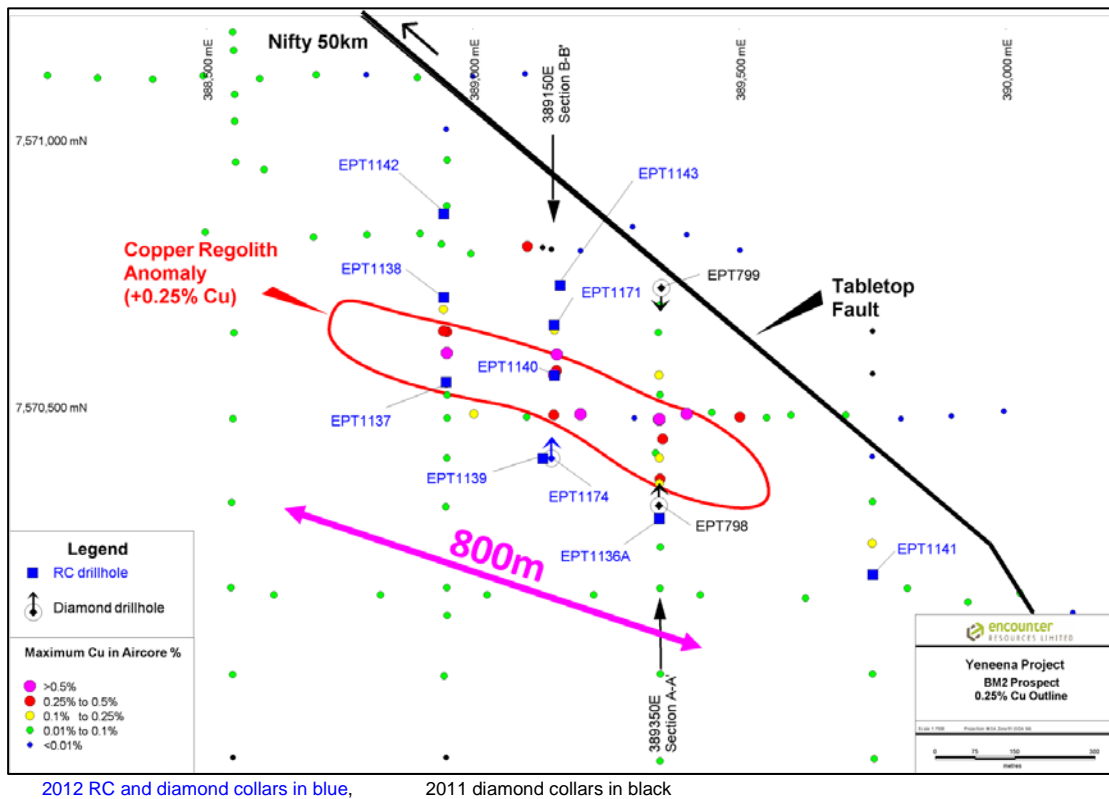 Nifty 50km
388,500 mE
389,000 mE
389150E
Section B-B'
389,500 mE
390,000 mE
7,571,000 mN
EPT1142
EPT1143
Copper Regolith
Anomaly
(+0.25% Cu)
EPT1138
EPT1171
EPT799
Tabletop
Fault
EPT1140
7,570,500 mN
EPT1137
EPT1139
EPT1174
EPT798
EPT1136A
EPT1141
800m
389350E
Section A-A'
Legend
RC drillhole
Diamond drillhole
Maximum Cu in Aircore %
>0.5%
0.25% to 0.5%
0.1% to 0.25%
0.01% to 0.1%
<0.01%
encounter
RESOURCES LIMITED
Yeneena Project
BM2 Prospect
0.25% Cu Outline
0 75 150 300
metres
2012 RC and diamond collars in blue, 2011 diamond collars in black